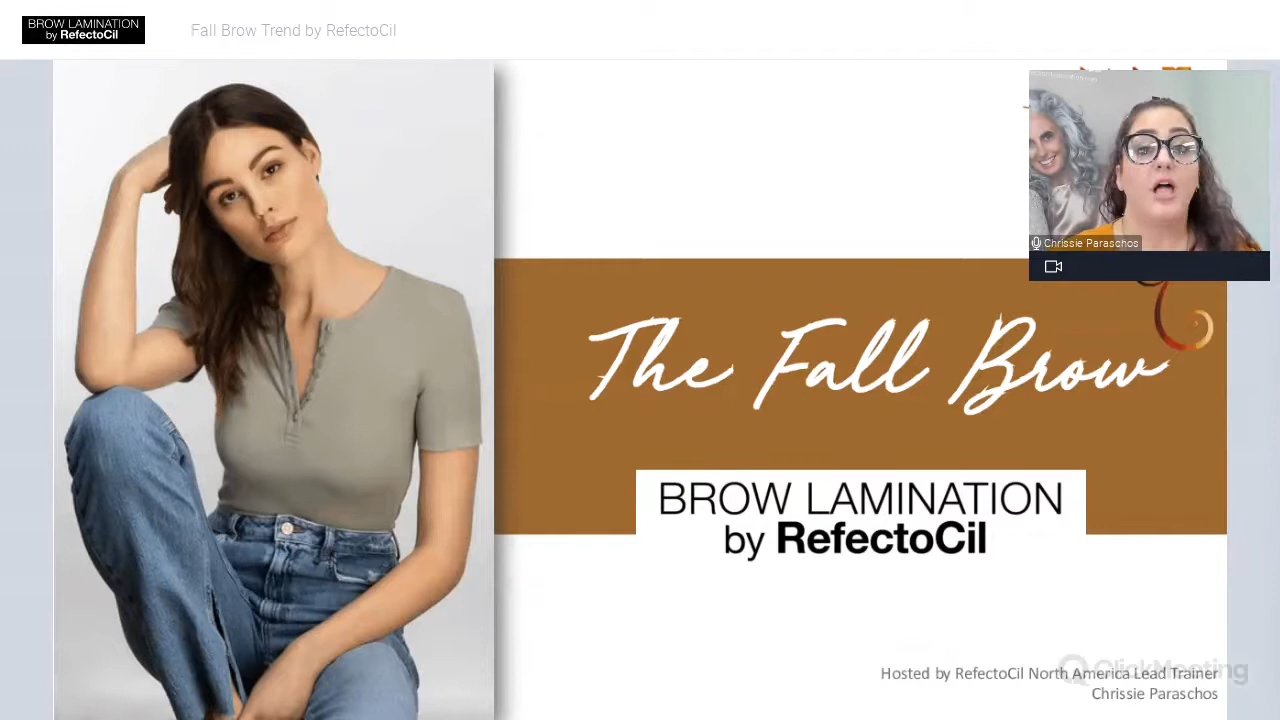 BROW LAMINATION
by RefectoCil
Fall Brow Trend by RefectoCil
Chrissie Paraschos
The Fall Brow
BROW LAMINATION
by RefectoCil
ClickMeeting
Hosted by RefectoCil North America Lead Trainer
Chrissie Paraschos